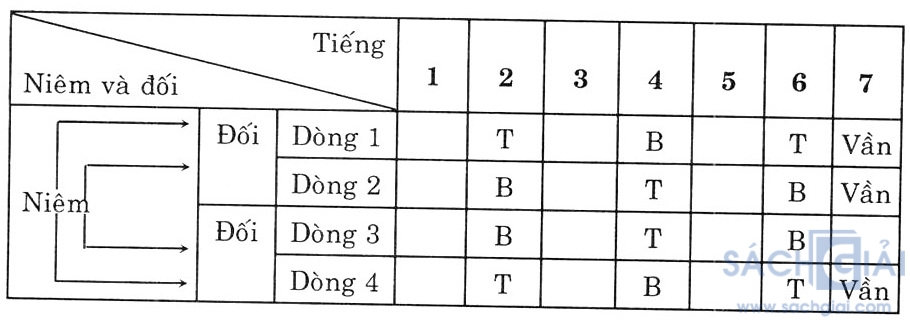 Tiếng
Niêm và đối
1 2 3 4 5 6 7
Đối Dòng 1 T B T Vần
Dòng 2 B T B Vần
Niêm
Đối Dòng 3 B T B
Dòng 4 T B T Vần
SÁCH GIẢI
www.sachgiai.com